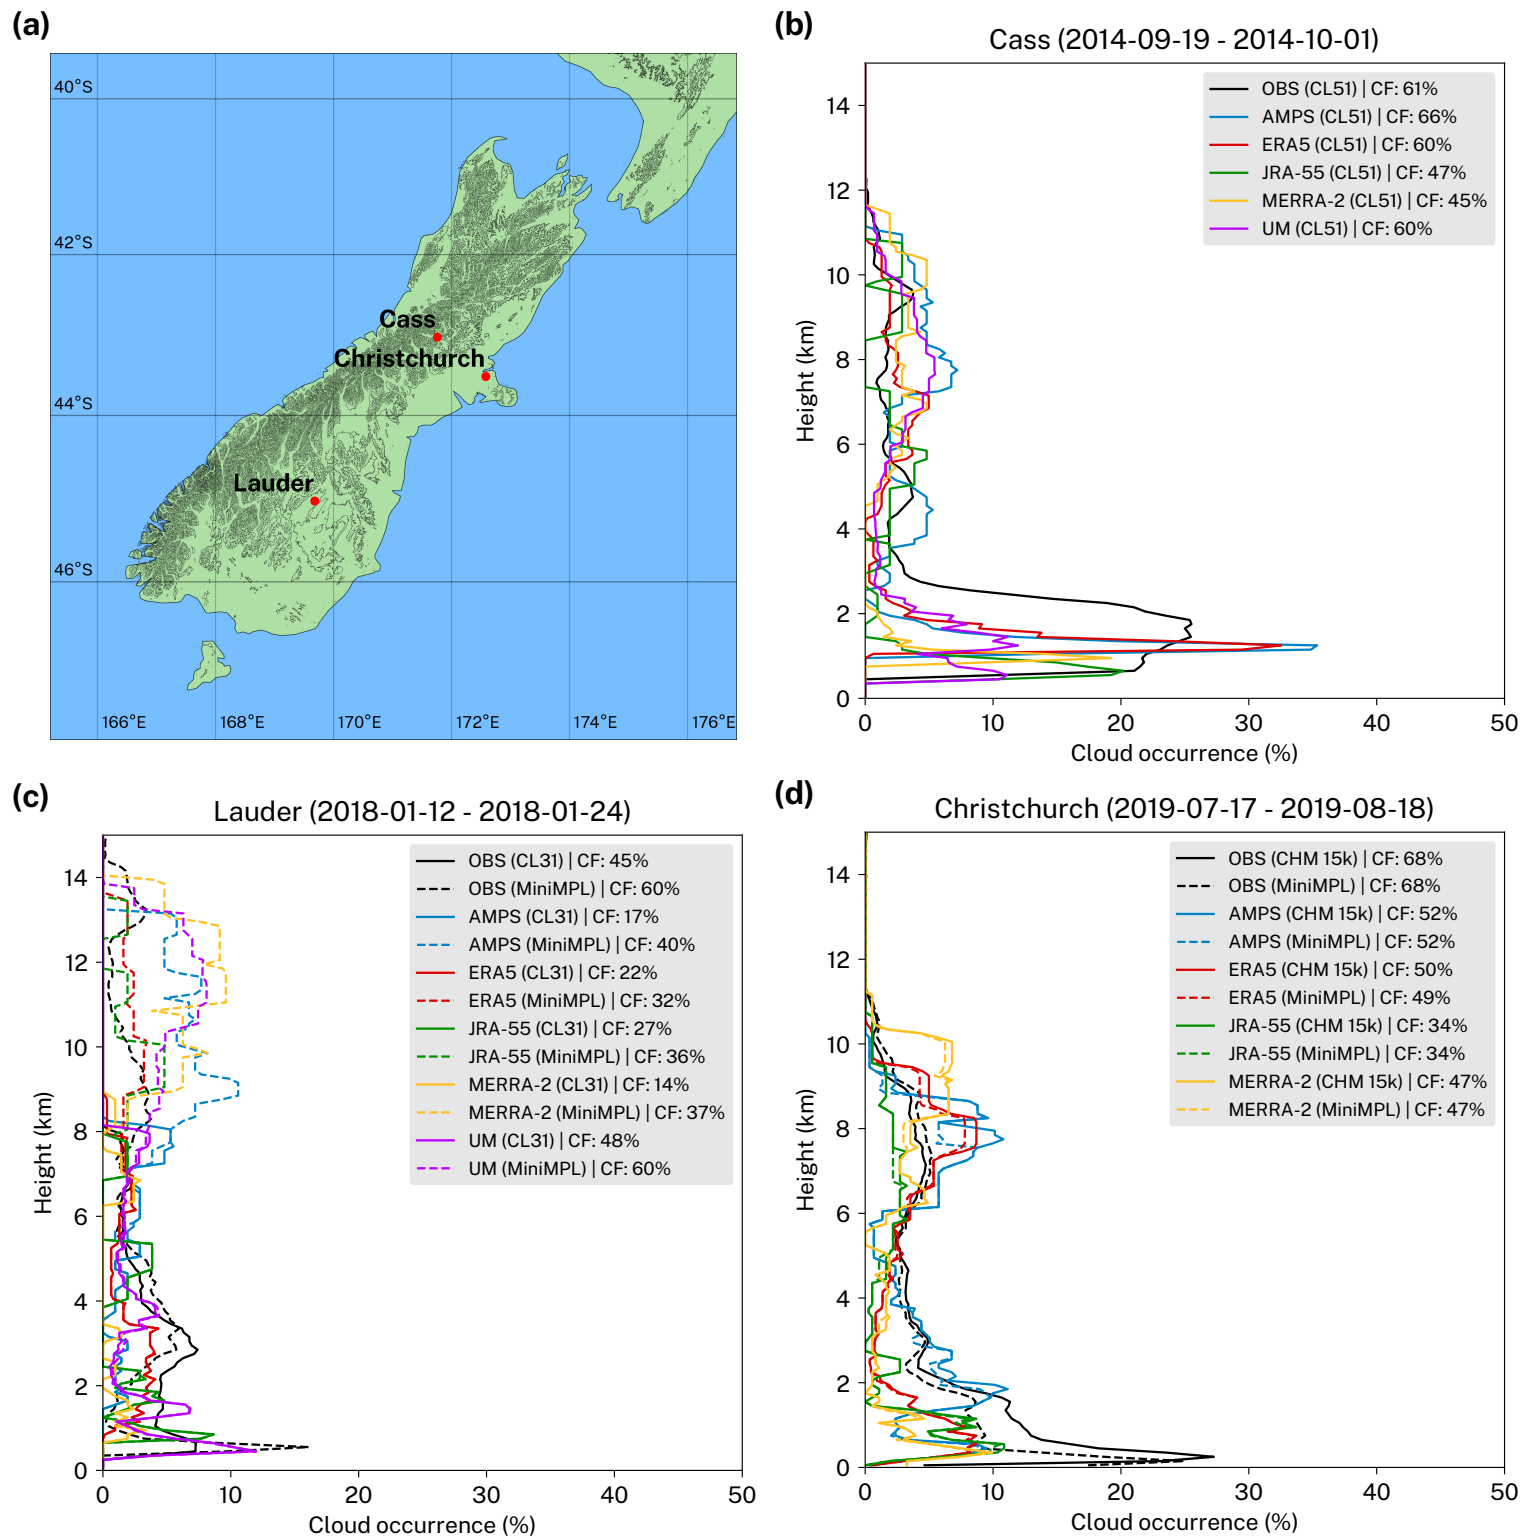 (a)
40°S
42°S
44°S
46°S
Cass
Christchurch
Lauder
166°E
168°E
170°E
172°E
174°E
176°E
(b)
Cass (2014-09-19 - 2014-10-01)
OBS (CL51) | CF: 61%
AMPS (CL51) | CF: 66%
ERA5 (CL51) | CF: 60%
JRA-55 (CL51) | CF: 47%
MERRA-2 (CL51) | CF: 45%
UM (CL51) | CF: 60%
Height (km)
14
12
10
8
6
4
2
0
0 10 20 30 40 50
Cloud occurrence (%)
(c)
Lauder (2018-01-12 - 2018-01-24)
OBS (CL31) | CF: 45%
OBS (MiniMPL) | CF: 60%
AMPS (CL31) | CF: 17%
AMPS (MiniMPL) | CF: 40%
ERA5 (CL31) | CF: 22%
ERA5 (MiniMPL) | CF: 32%
JRA-55 (CL31) | CF: 27%
JRA-55 (MiniMPL) | CF: 36%
MERRA-2 (CL31) | CF: 14%
MERRA-2 (MiniMPL) | CF: 37%
UM (CL31) | CF: 48%
UM (MiniMPL) | CF: 60%
Height (km)
14
12
10
8
6
4
2
0
0 10 20 30 40 50
Cloud occurrence (%)
(d)
Christchurch (2019-07-17 - 2019-08-18)
OBS (CHM 15k) | CF: 68%
OBS (MiniMPL) | CF: 68%
AMPS (CHM 15k) | CF: 52%
AMPS (MiniMPL) | CF: 52%
ERA5 (CHM 15k) | CF: 50%
ERA5 (MiniMPL) | CF: 49%
JRA-55 (CHM 15k) | CF: 34%
JRA-55 (MiniMPL) | CF: 34%
MERRA-2 (CHM 15k) | CF: 47%
MERRA-2 (MiniMPL) | CF: 47%
Height (km)
14
12
10
8
6
4
2
0
0 10 20 30 40 50
Cloud occurrence (%)